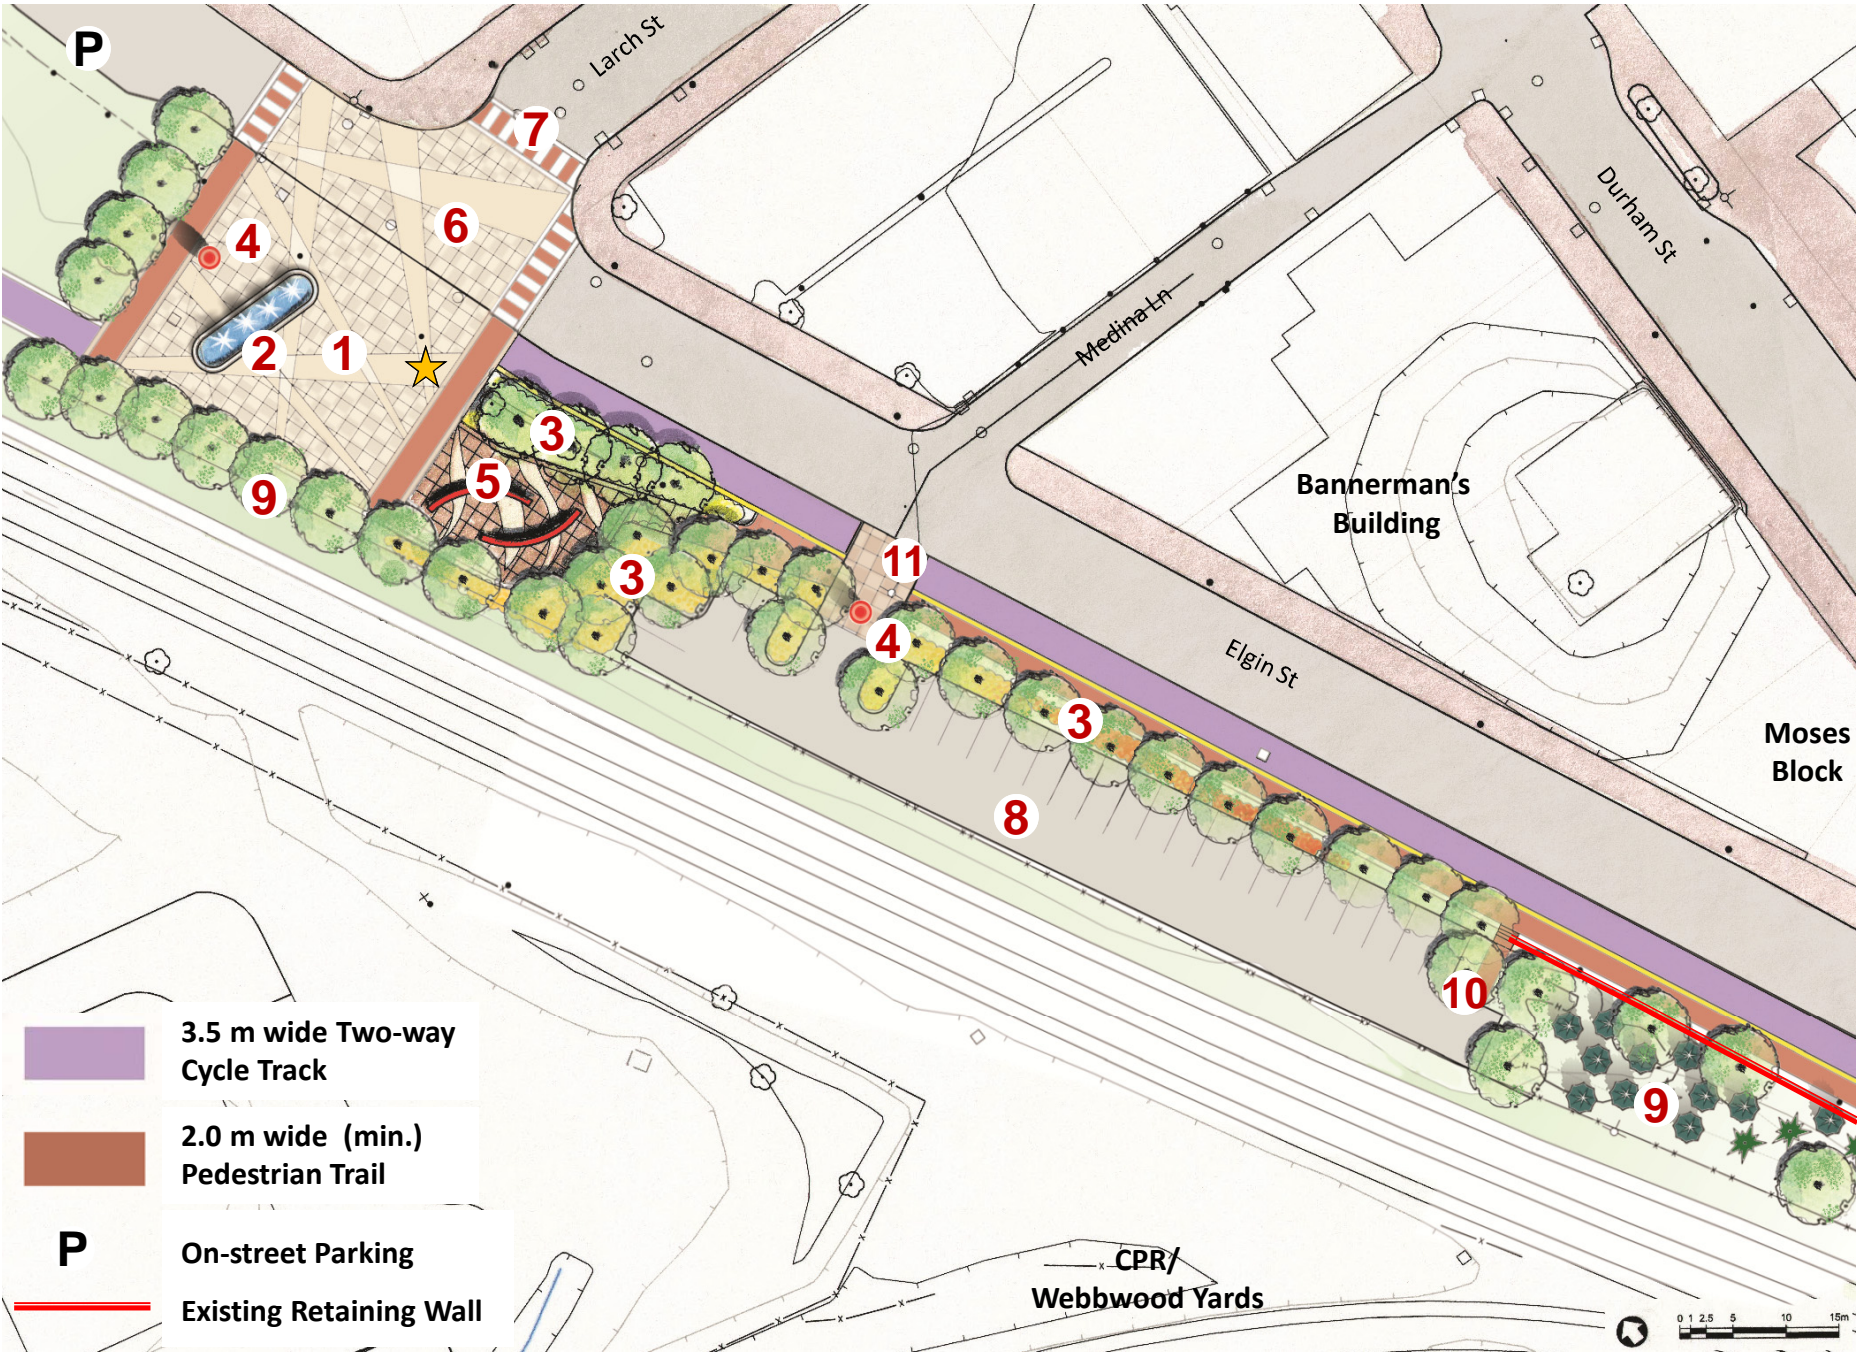 P
Larch St
7
6
4
2
1
Durham St
Medina Ln
3
5
9
Bannerman's
Building
11
3
4
Elgin St
3
Moses
Block
8
10
9
3.5 m wide Two-way
Cycle Track
2.0 m wide (min.)
Pedestrian Trail
P
On-street Parking
Existing Retaining Wall
CPR/
Webbwood Yards
0 1 2.5 5 10 15m